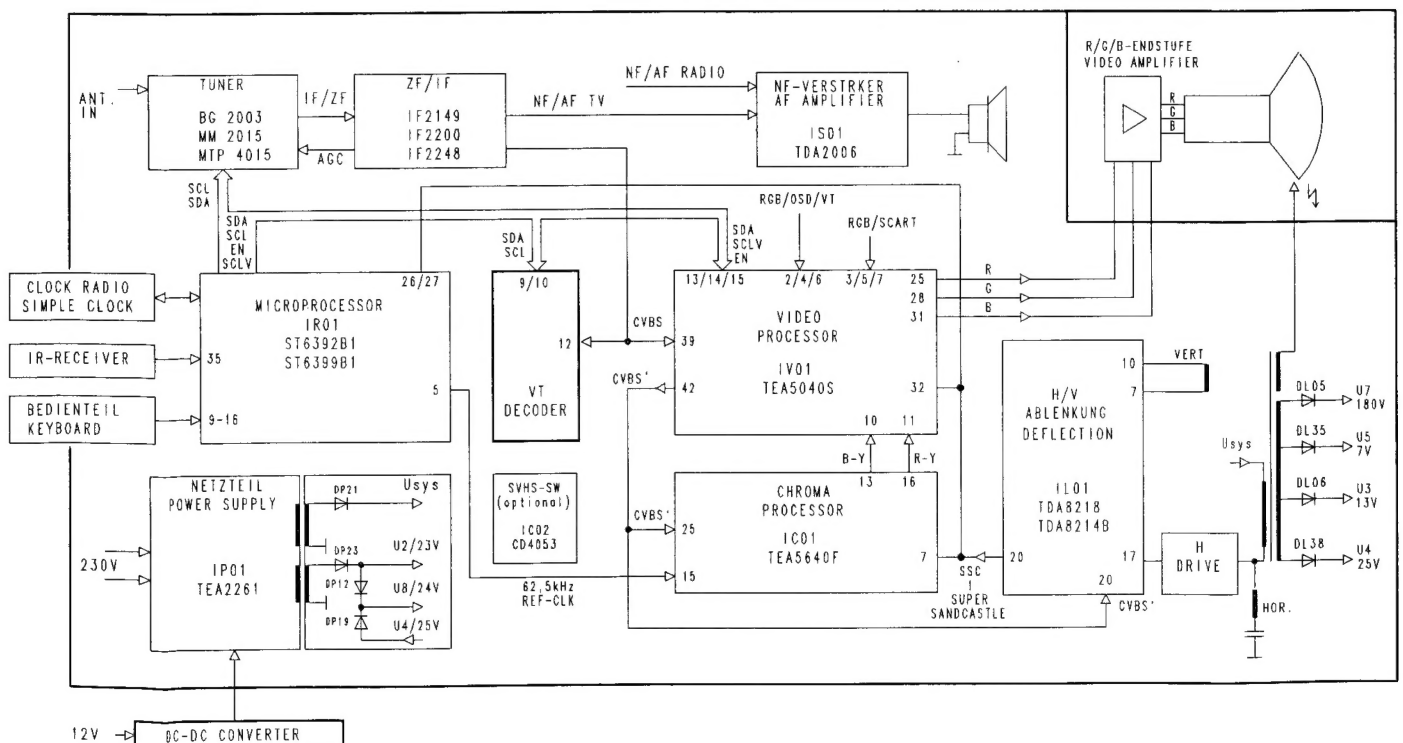 R/G/B-ENDSTUFE
VIDEO AMPLIFIER
R
G
B
ANT.
IN
TUNER
BG 2003
MM 2015
MTP 4015
IF/ZF
AGC
ZF/IF
IF2149
IF2200
IF2248
NF/AF RADIO
NF/AF TV
NF-VERSTRKER
AF AMPLIFIER
IS01
TDA2006
SCL
SDA
SDA
SCL
EN
SCLV
SDA
SCL
SDA
SCLV
EN
RGB/OSD/VT
RGB/SCART
CLOCK RADIO
SIMPLE CLOCK
IR-RECEIVER
BEDIENTEIL
KEYBOARD
26/27
MICROPROCESSOR
IR01
ST6392B1
ST6399B1
35
5
9-16
9/10
12
VT
DECODER
CVBS
CVBS'
13/14/15
2/4/6
3/5/7
25
28
31
VIDEO
PROCESSOR
IV01
TEA5040S
39
42
32
10
11
R
G
B
B-Y
R-Y
13
16
CHROMA
PROCESSOR
IC01
TEA5640F
CVBS'
25
15
7
SVHS-SW
(optional)
IC02
CD4053
62,5kHz
REF-CLK
SSC
SUPER
SANDCASTLE
10
7
VERT
H/V
ABLENKUNG
DEFLECTION
IL01
TDA8218
TDA8214B
20
17
20
CVBS'
H
DRIVE
HOR.
Usys
DL05
U7
180V
DL35
U5
7V
DL06
U3
13V
DL38
U4
25V
NETZTEIL
POWER SUPPLY
IP01
TEA2261
230V
DP21
Usys
DP23
U2/23V
DP12
U8/24V
DP19
U4/25V
12V
DC-DC CONVERTER